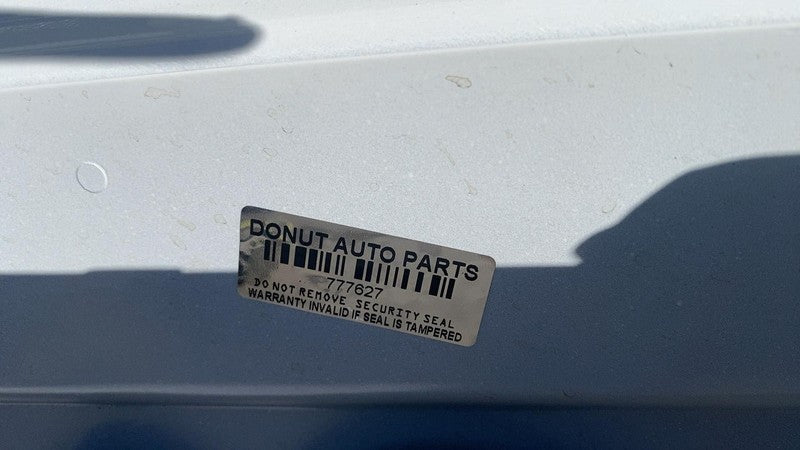 DONUT AUTO PARTS
777627
DO NOT REMOVE SECURITY SEAL
WARRANTY INVALID IF SEAL IS TAMPERED